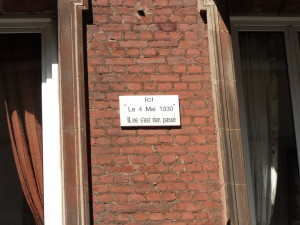 ICI
"Le 4 Mai 1930"
IL ne s'est rien passé